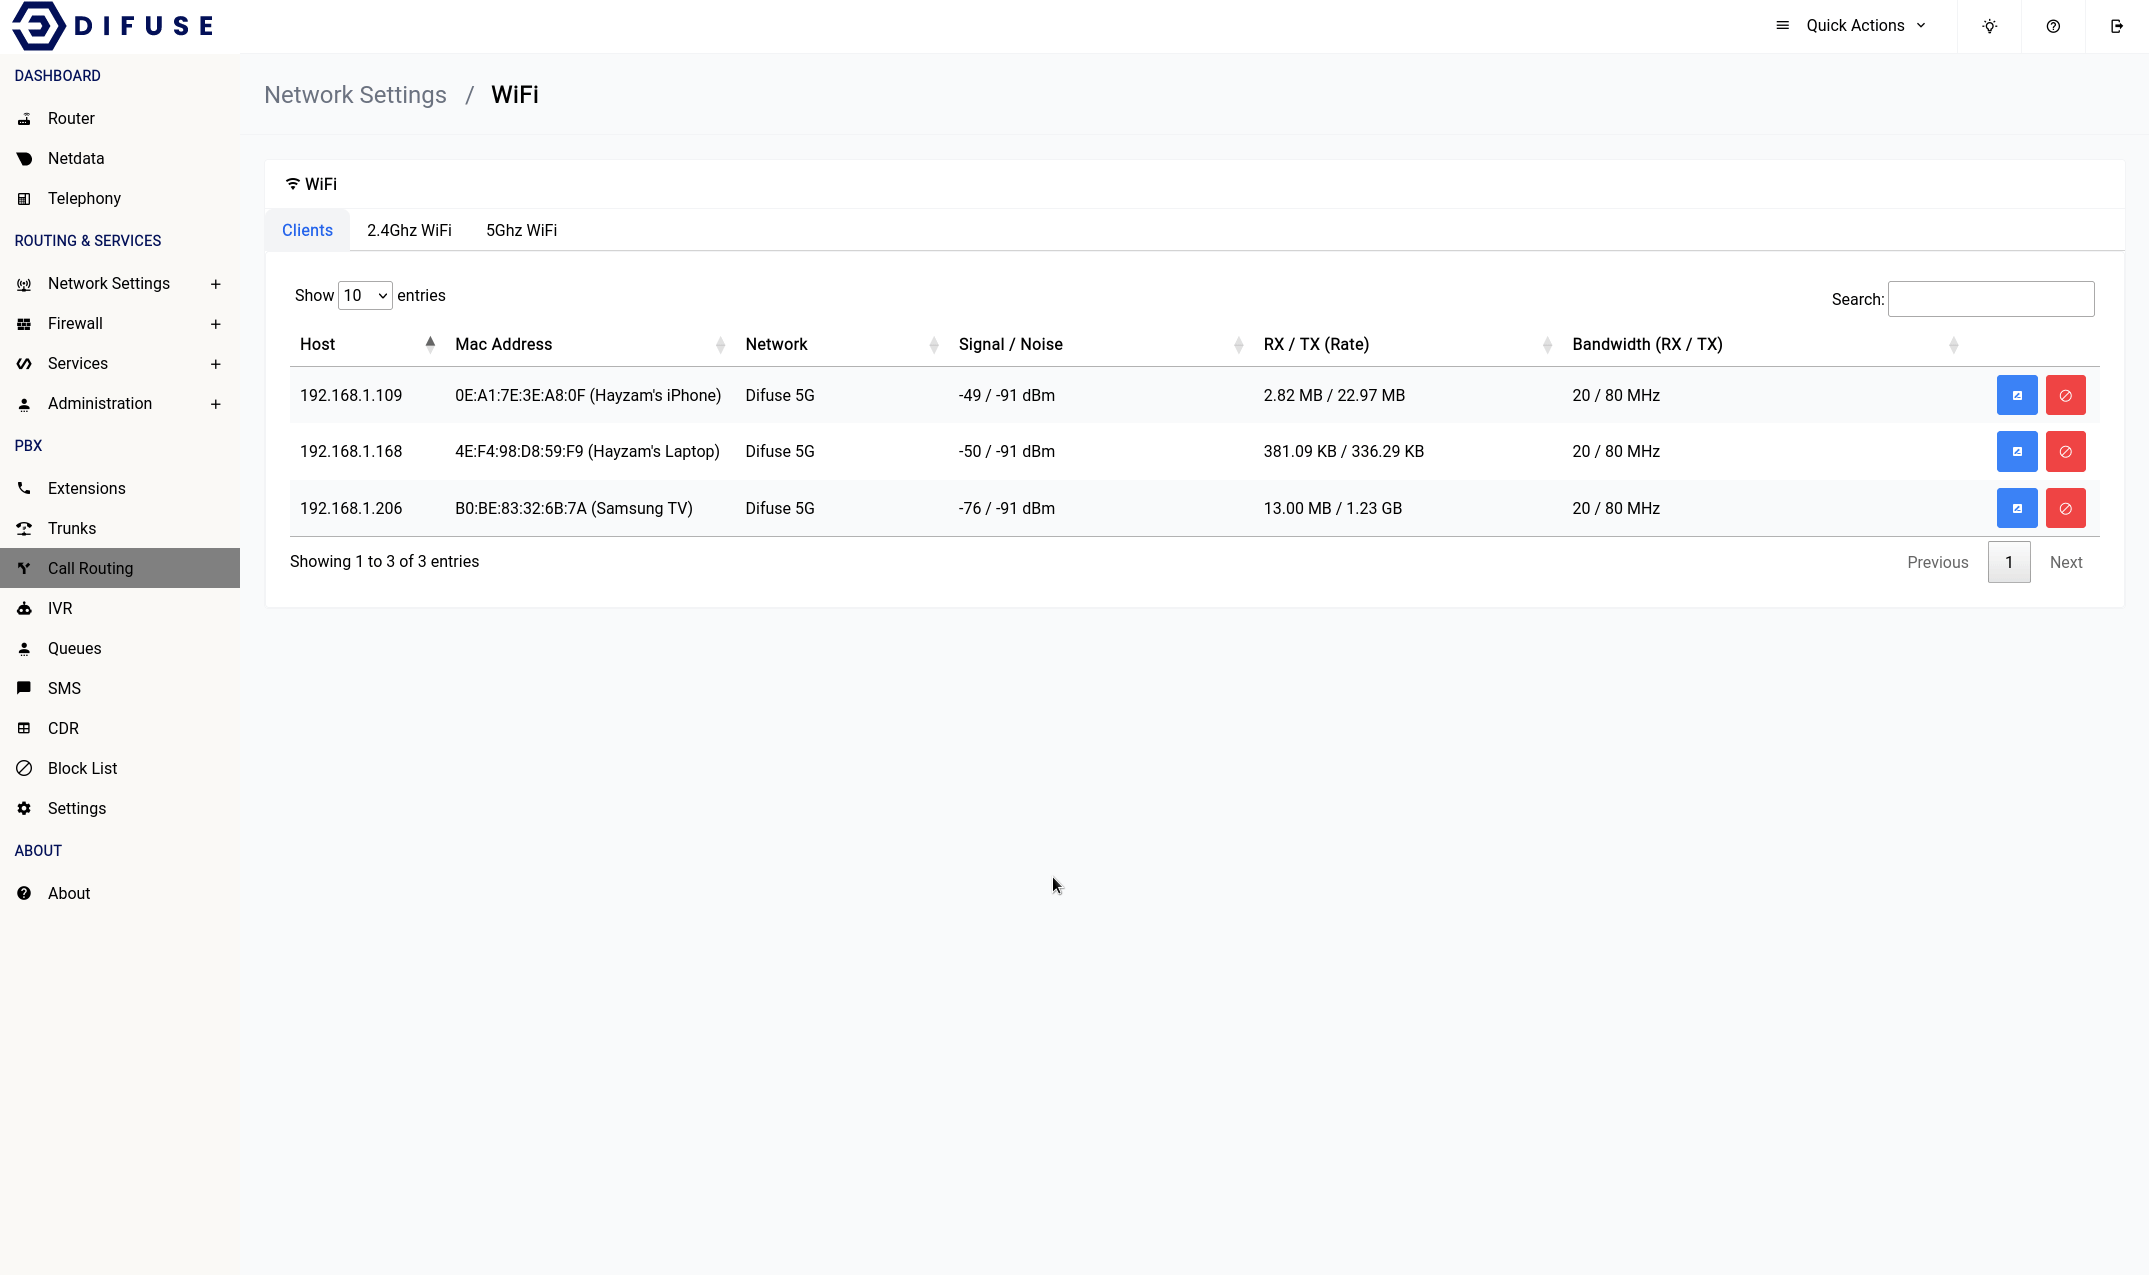 DIFUSE
Quick Actions
DASHBOARD
Router
Netdata
Telephony
ROUTING & SERVICES
Network Settings +
Firewall +
Services +
Administration +
PBX
Extensions
Trunks
Call Routing
IVR
Queues
SMS
CDR
Block List
Settings
ABOUT
About
Network Settings / WiFi
WiFi
Clients 2.4Ghz WiFi 5Ghz WiFi
Show 10 entries Search:
Host Mac Address Network Signal / Noise RX / TX (Rate) Bandwidth (RX / TX)
192.168.1.109 0E:A1:7E:3E:A8:0F (Hayzam's iPhone) Difuse 5G -49 / -91 dBm 2.82 MB / 22.97 MB 20 / 80 MHz
192.168.1.168 4E:F4:98:D8:59:F9 (Hayzam's Laptop) Difuse 5G -50 / -91 dBm 381.09 KB / 336.29 KB 20 / 80 MHz
192.168.1.206 B0:BE:83:32:6B:7A (Samsung TV) Difuse 5G -76 / -91 dBm 13.00 MB / 1.23 GB 20 / 80 MHz
Showing 1 to 3 of 3 entries Previous 1 Next